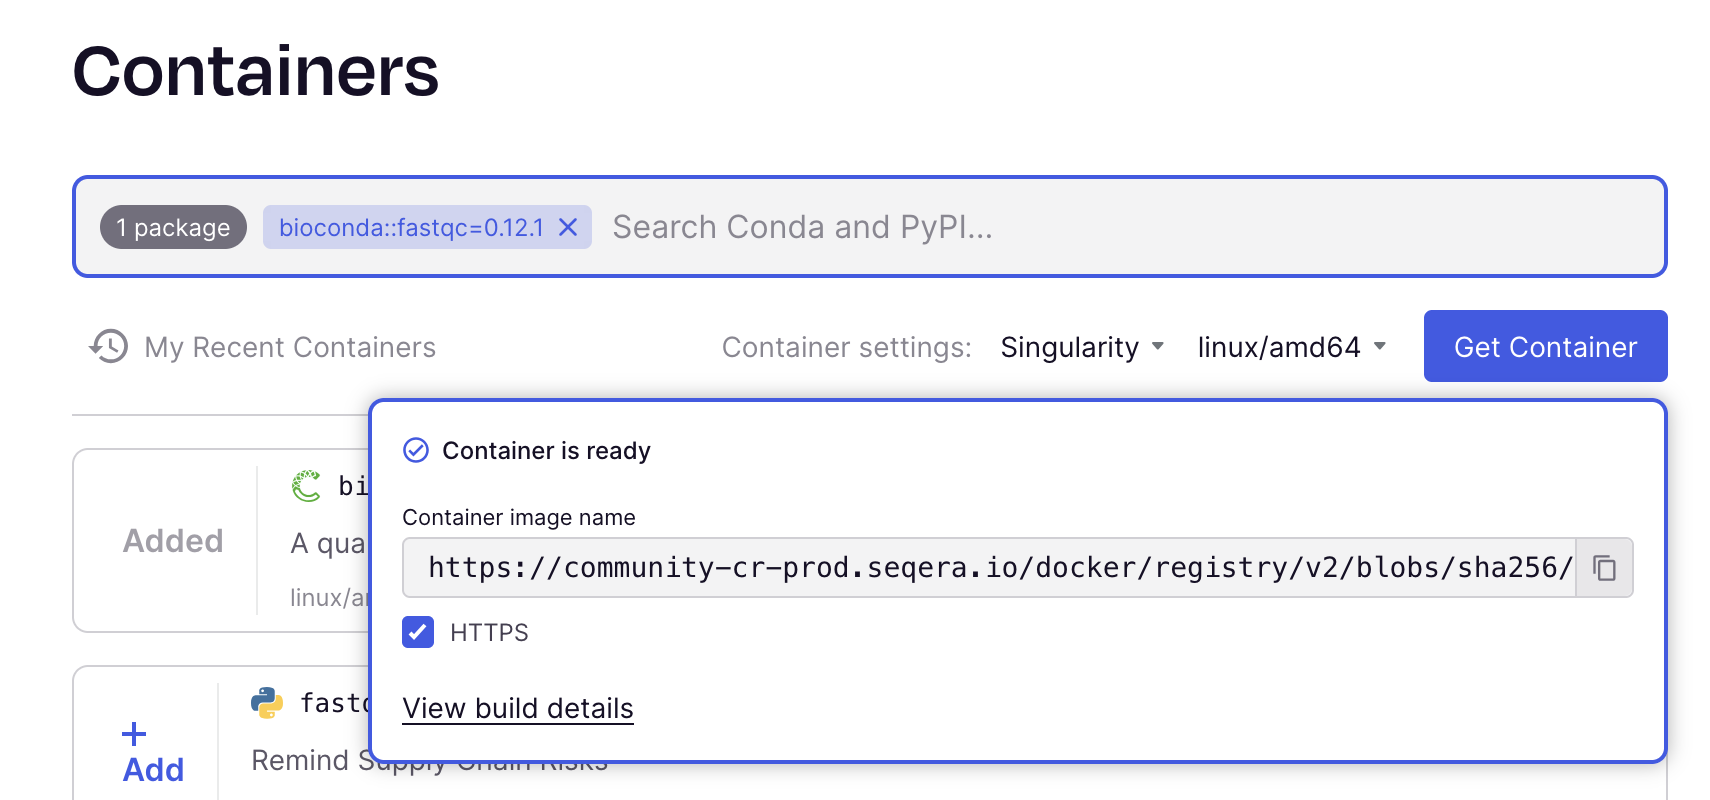 Containers
1 package bioconda::fastqc=0.12.1 Search Conda and PyPI...
My Recent Containers Container settings: Singularity linux/amd64 Get Container
Container is ready
Container image name
https://community-cr-prod.seqera.io/docker/registry/v2/blobs/sha256/
HTTPS
View build details
Added
bi
A qua
linux/a
+
Add
fast
Remind Supply Chain Risks